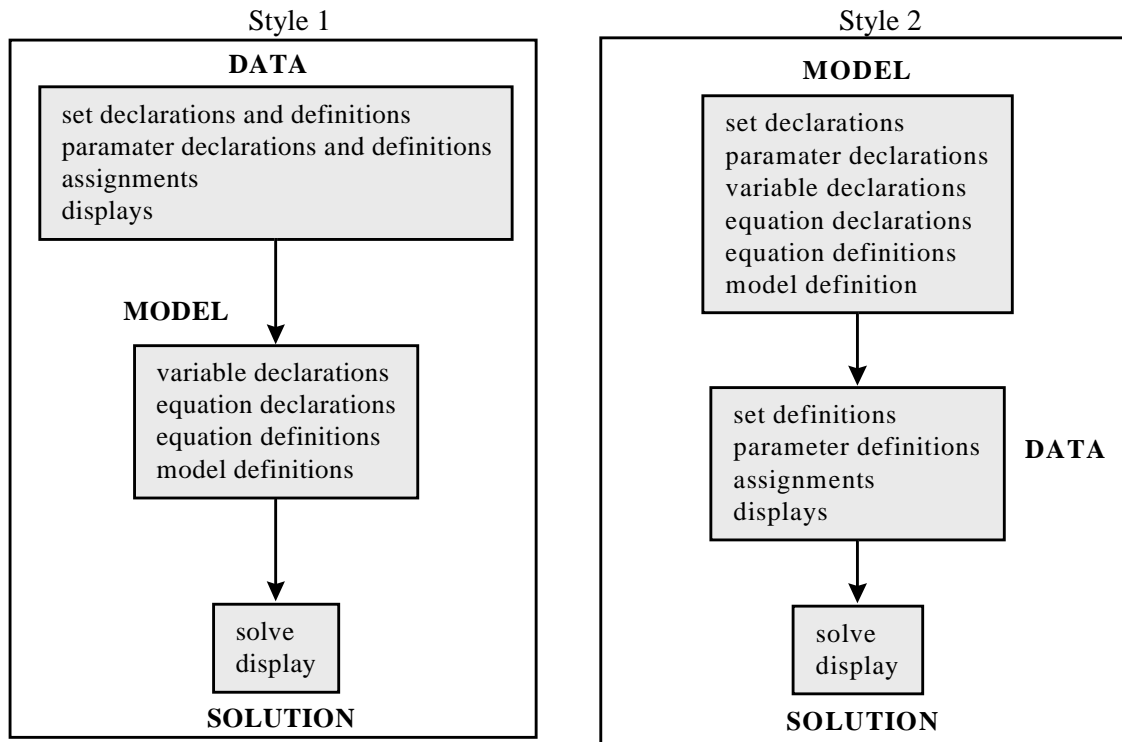 Style 1
DATA
set declarations and definitions
paramater declarations and definitions
assignments
displays
MODEL
variable declarations
equation declarations
equation definitions
model definitions
solve
display
SOLUTION
Style 2
MODEL
set declarations
paramater declarations
variable declarations
equation declarations
equation definitions
model definition
set definitions
parameter definitions
assignments
displays
DATA
solve
display
SOLUTION